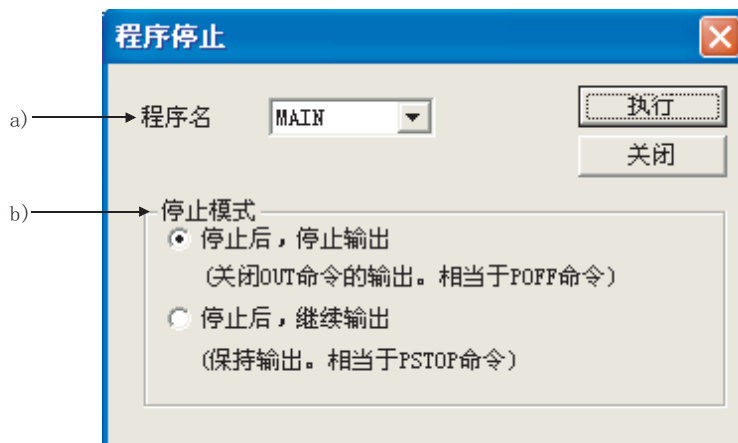 程序停止
a) 程序名 MAIN 执行
关闭
b) 停止模式
停止后，停止输出
(关闭OUT命令的输出。相当于POFF命令)
停止后，继续输出
(保持输出。相当于PSTOP命令)